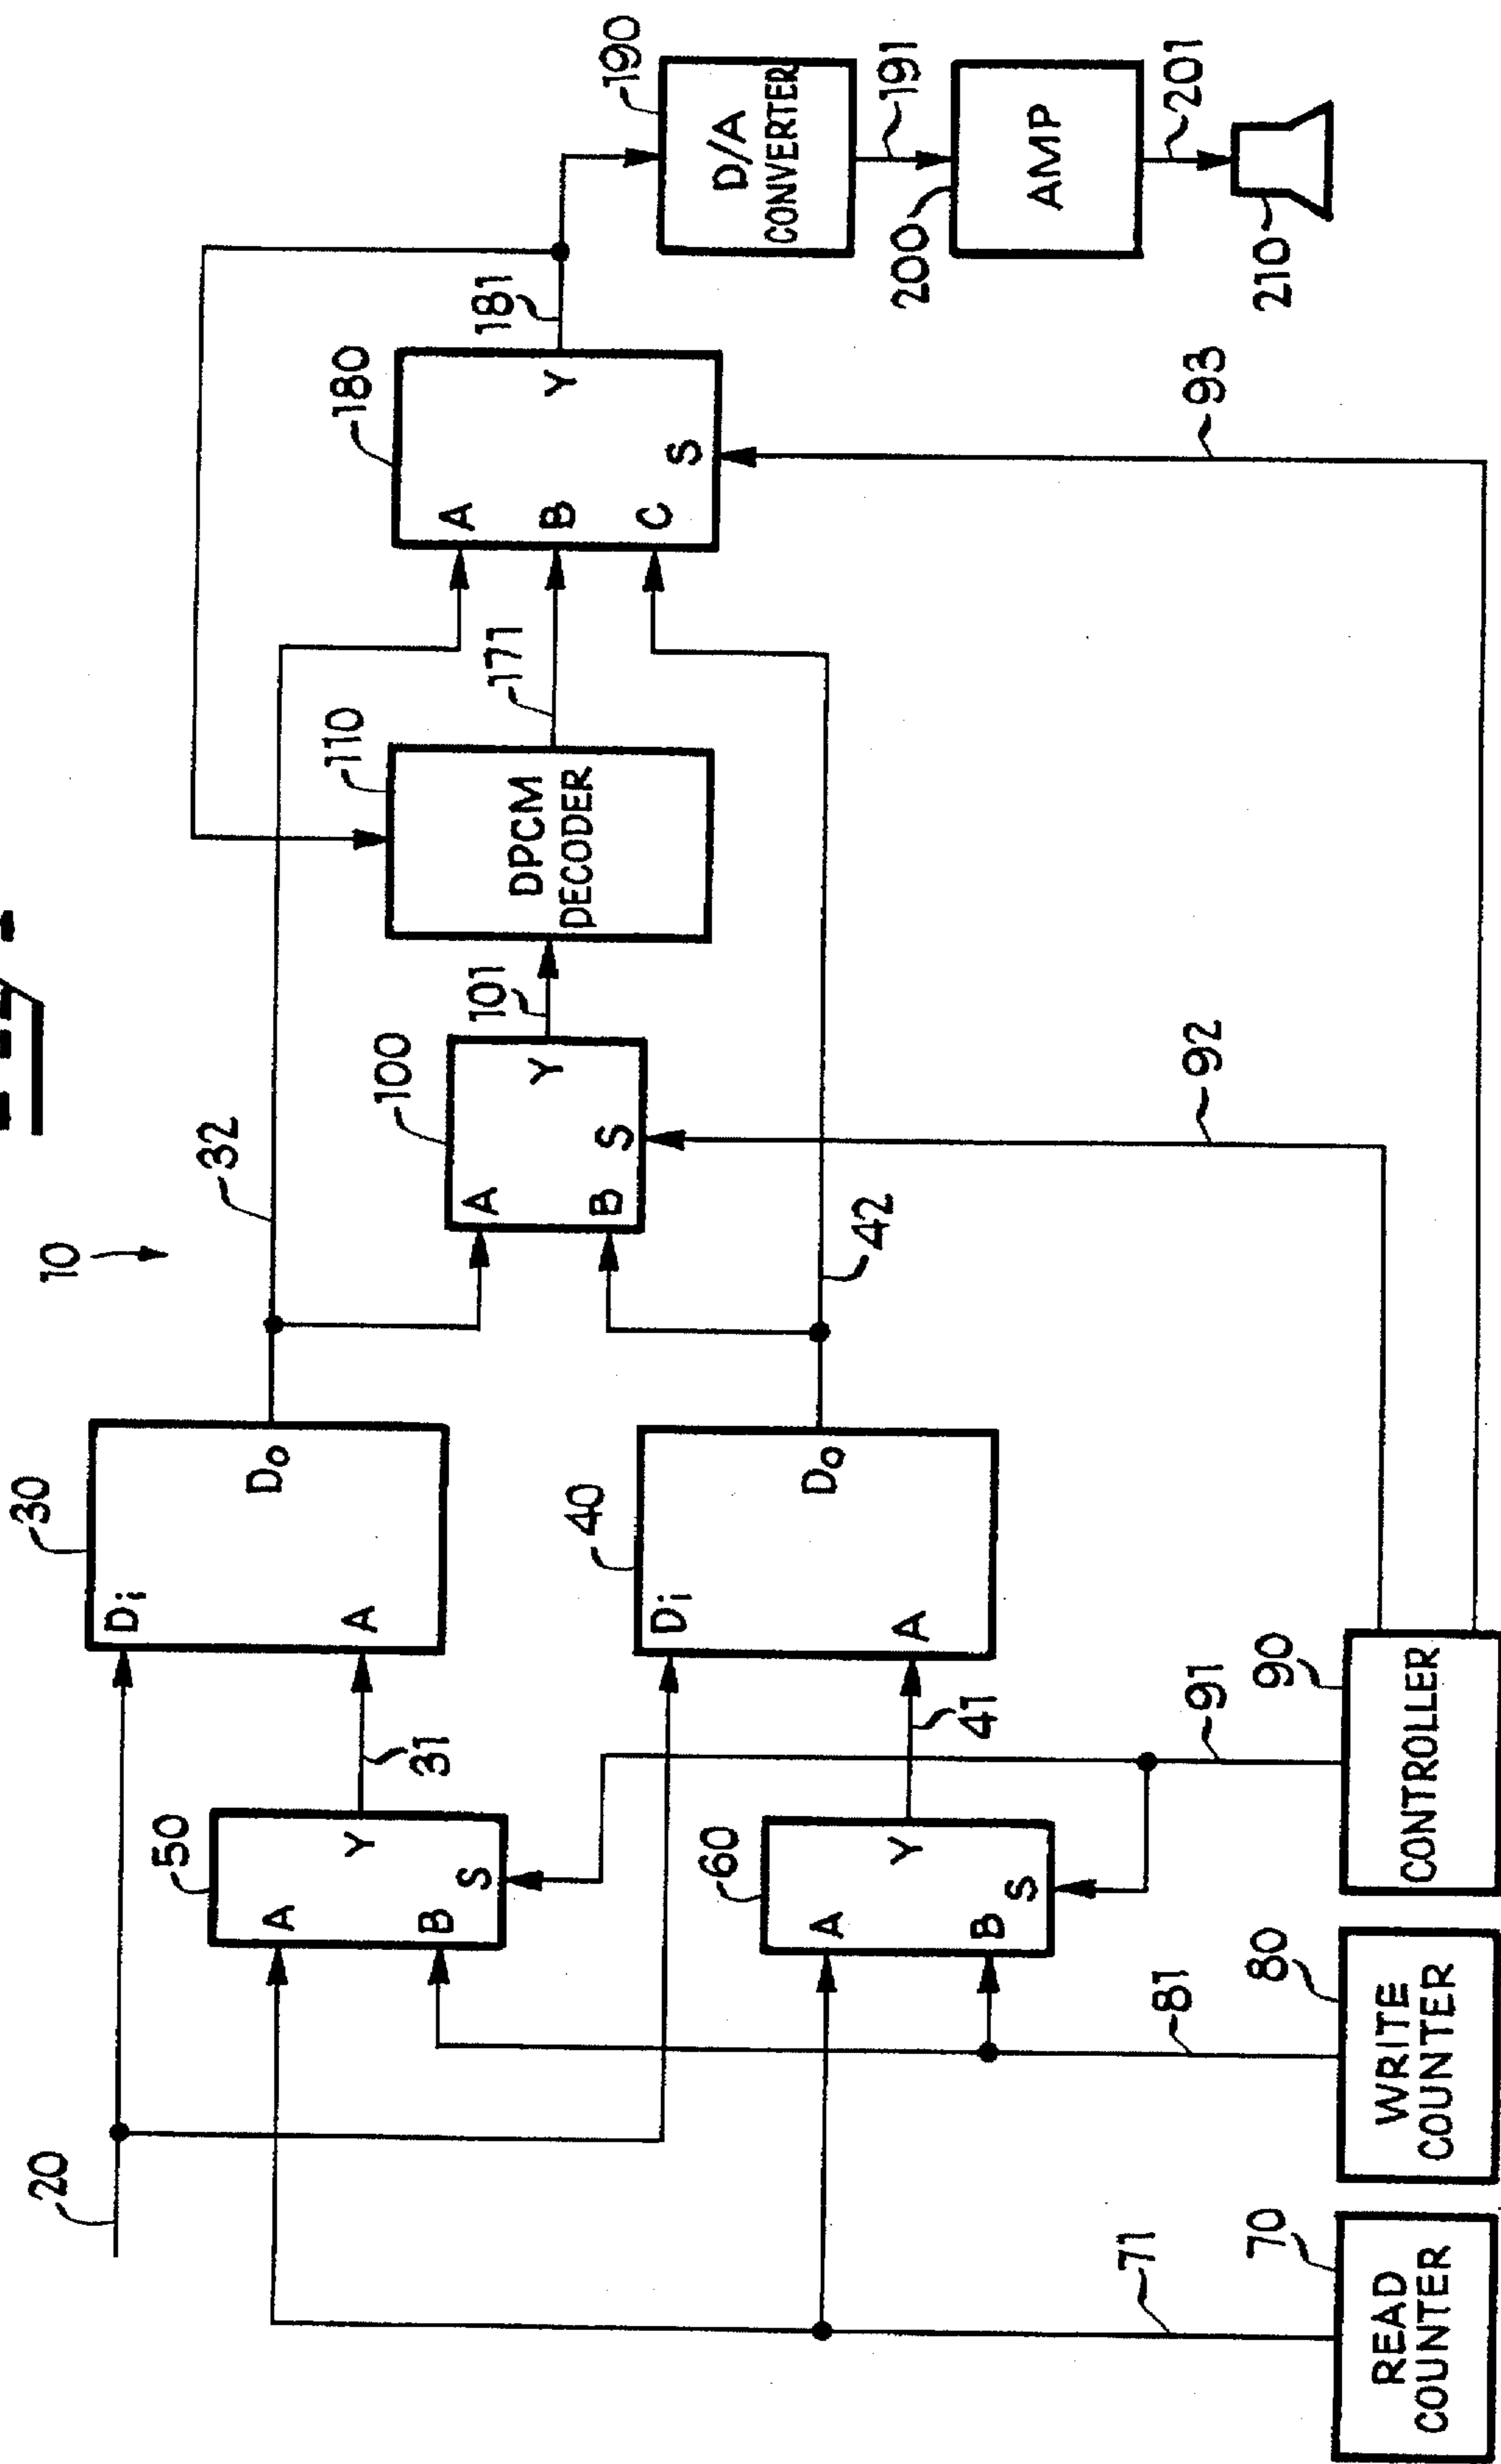 10
20
30
Di
Do
A
31
32
40
Di
Do
A
41
42
50
A
B
Y
S
60
A
B
Y
S
READ
COUNTER
70
71
WRITE
COUNTER
80
81
CONTROLLER
90
91
92
93
100
A
B
Y
S
101
110
DPCM
DECODER
171
180
A
B
C
Y
S
181
190
D/A
CONVERTER
191
200
AMP
201
210